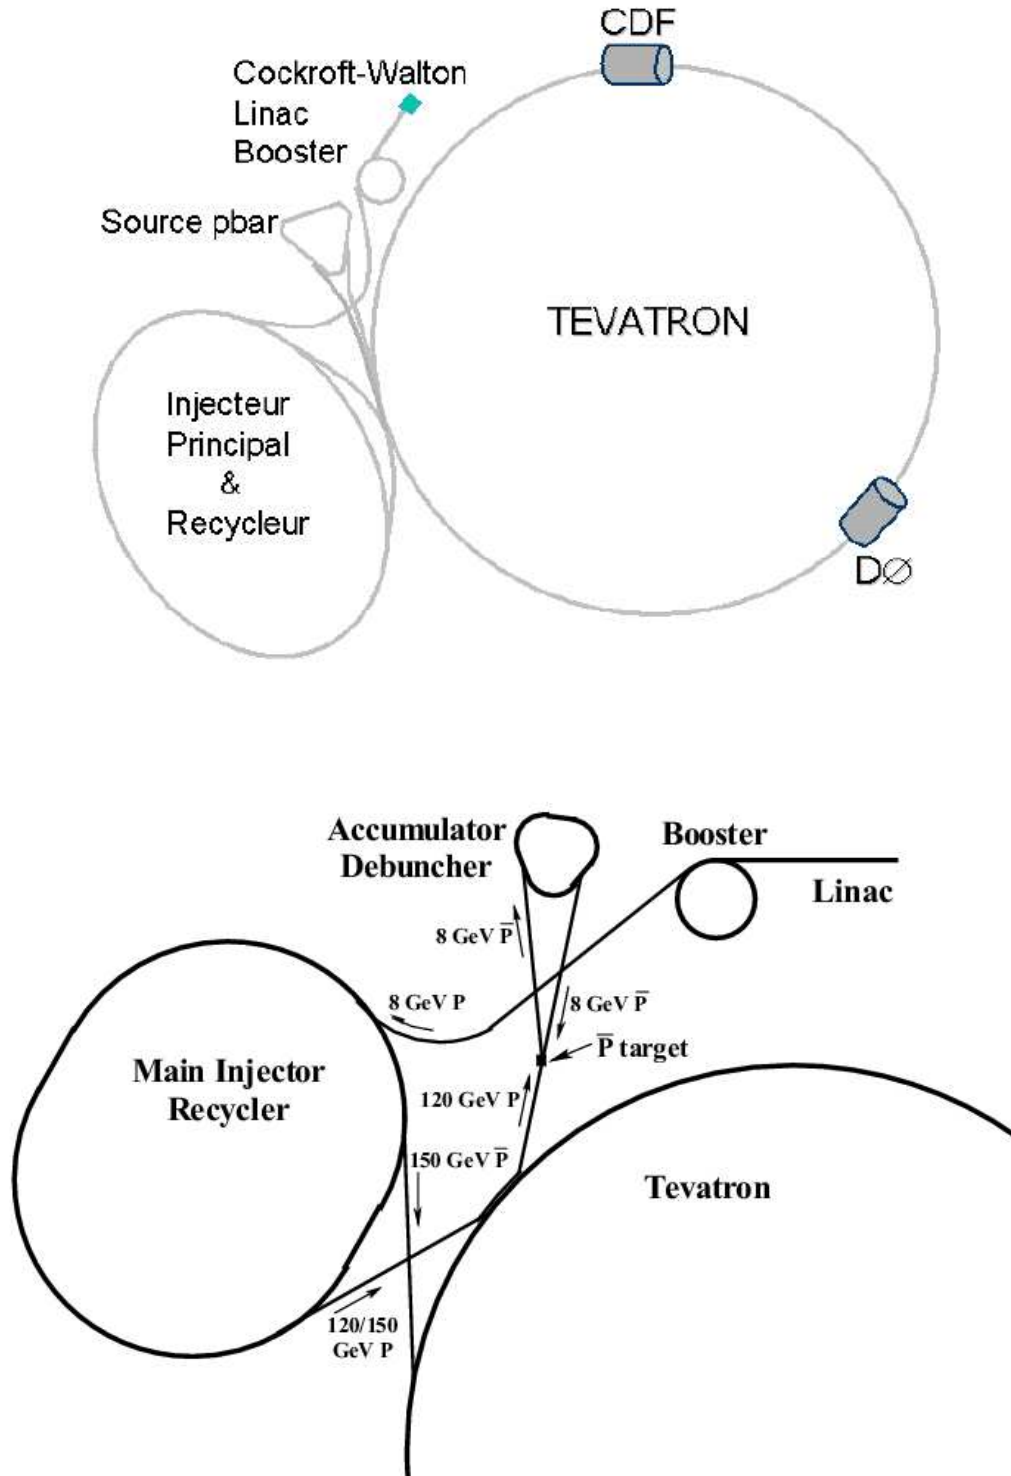 CDF
Cockroft-Walton
Linac
Booster
Source pbar
TEVATRON
Injecteur
Principal
&
Recycleur
DØ
Accumulator
Debuncher
Booster
Linac
8 GeV P̅
8 GeV P
8 GeV P̅
P̅ target
Main Injector
Recycler
120 GeV P
150 GeV P̅
Tevatron
120/150
GeV P